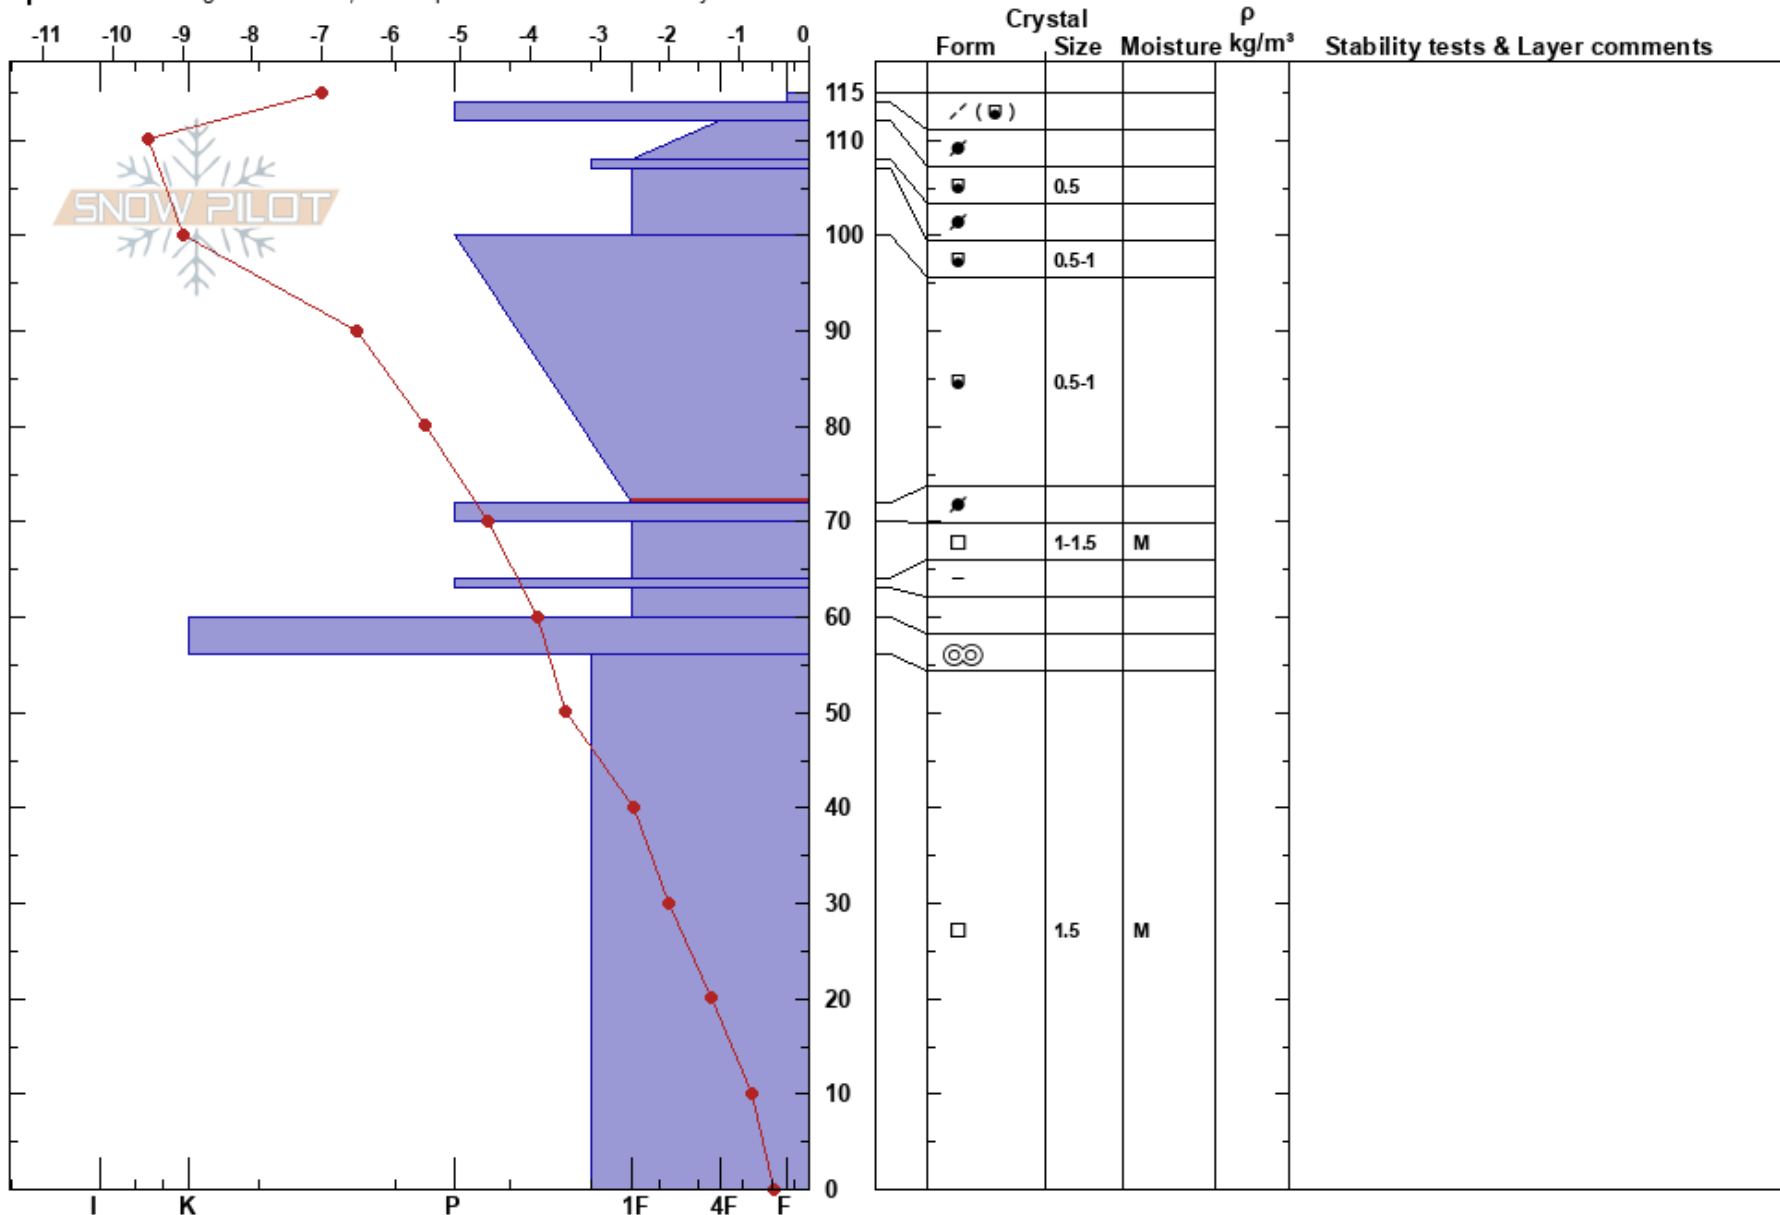 -11 -10 -9 -8 -7 -6 -5 -4 -3 -2 -1 0
Crystal ρ
Form Size Moisture kg/m³ Stability tests & Layer comments
115
110
SNOW PILOT
0.5
100
0.5-1
90
0.5-1
80
70
1-1.5 M
60
50
40
30
1.5 M
20
10
0
I K P 1F 4F F